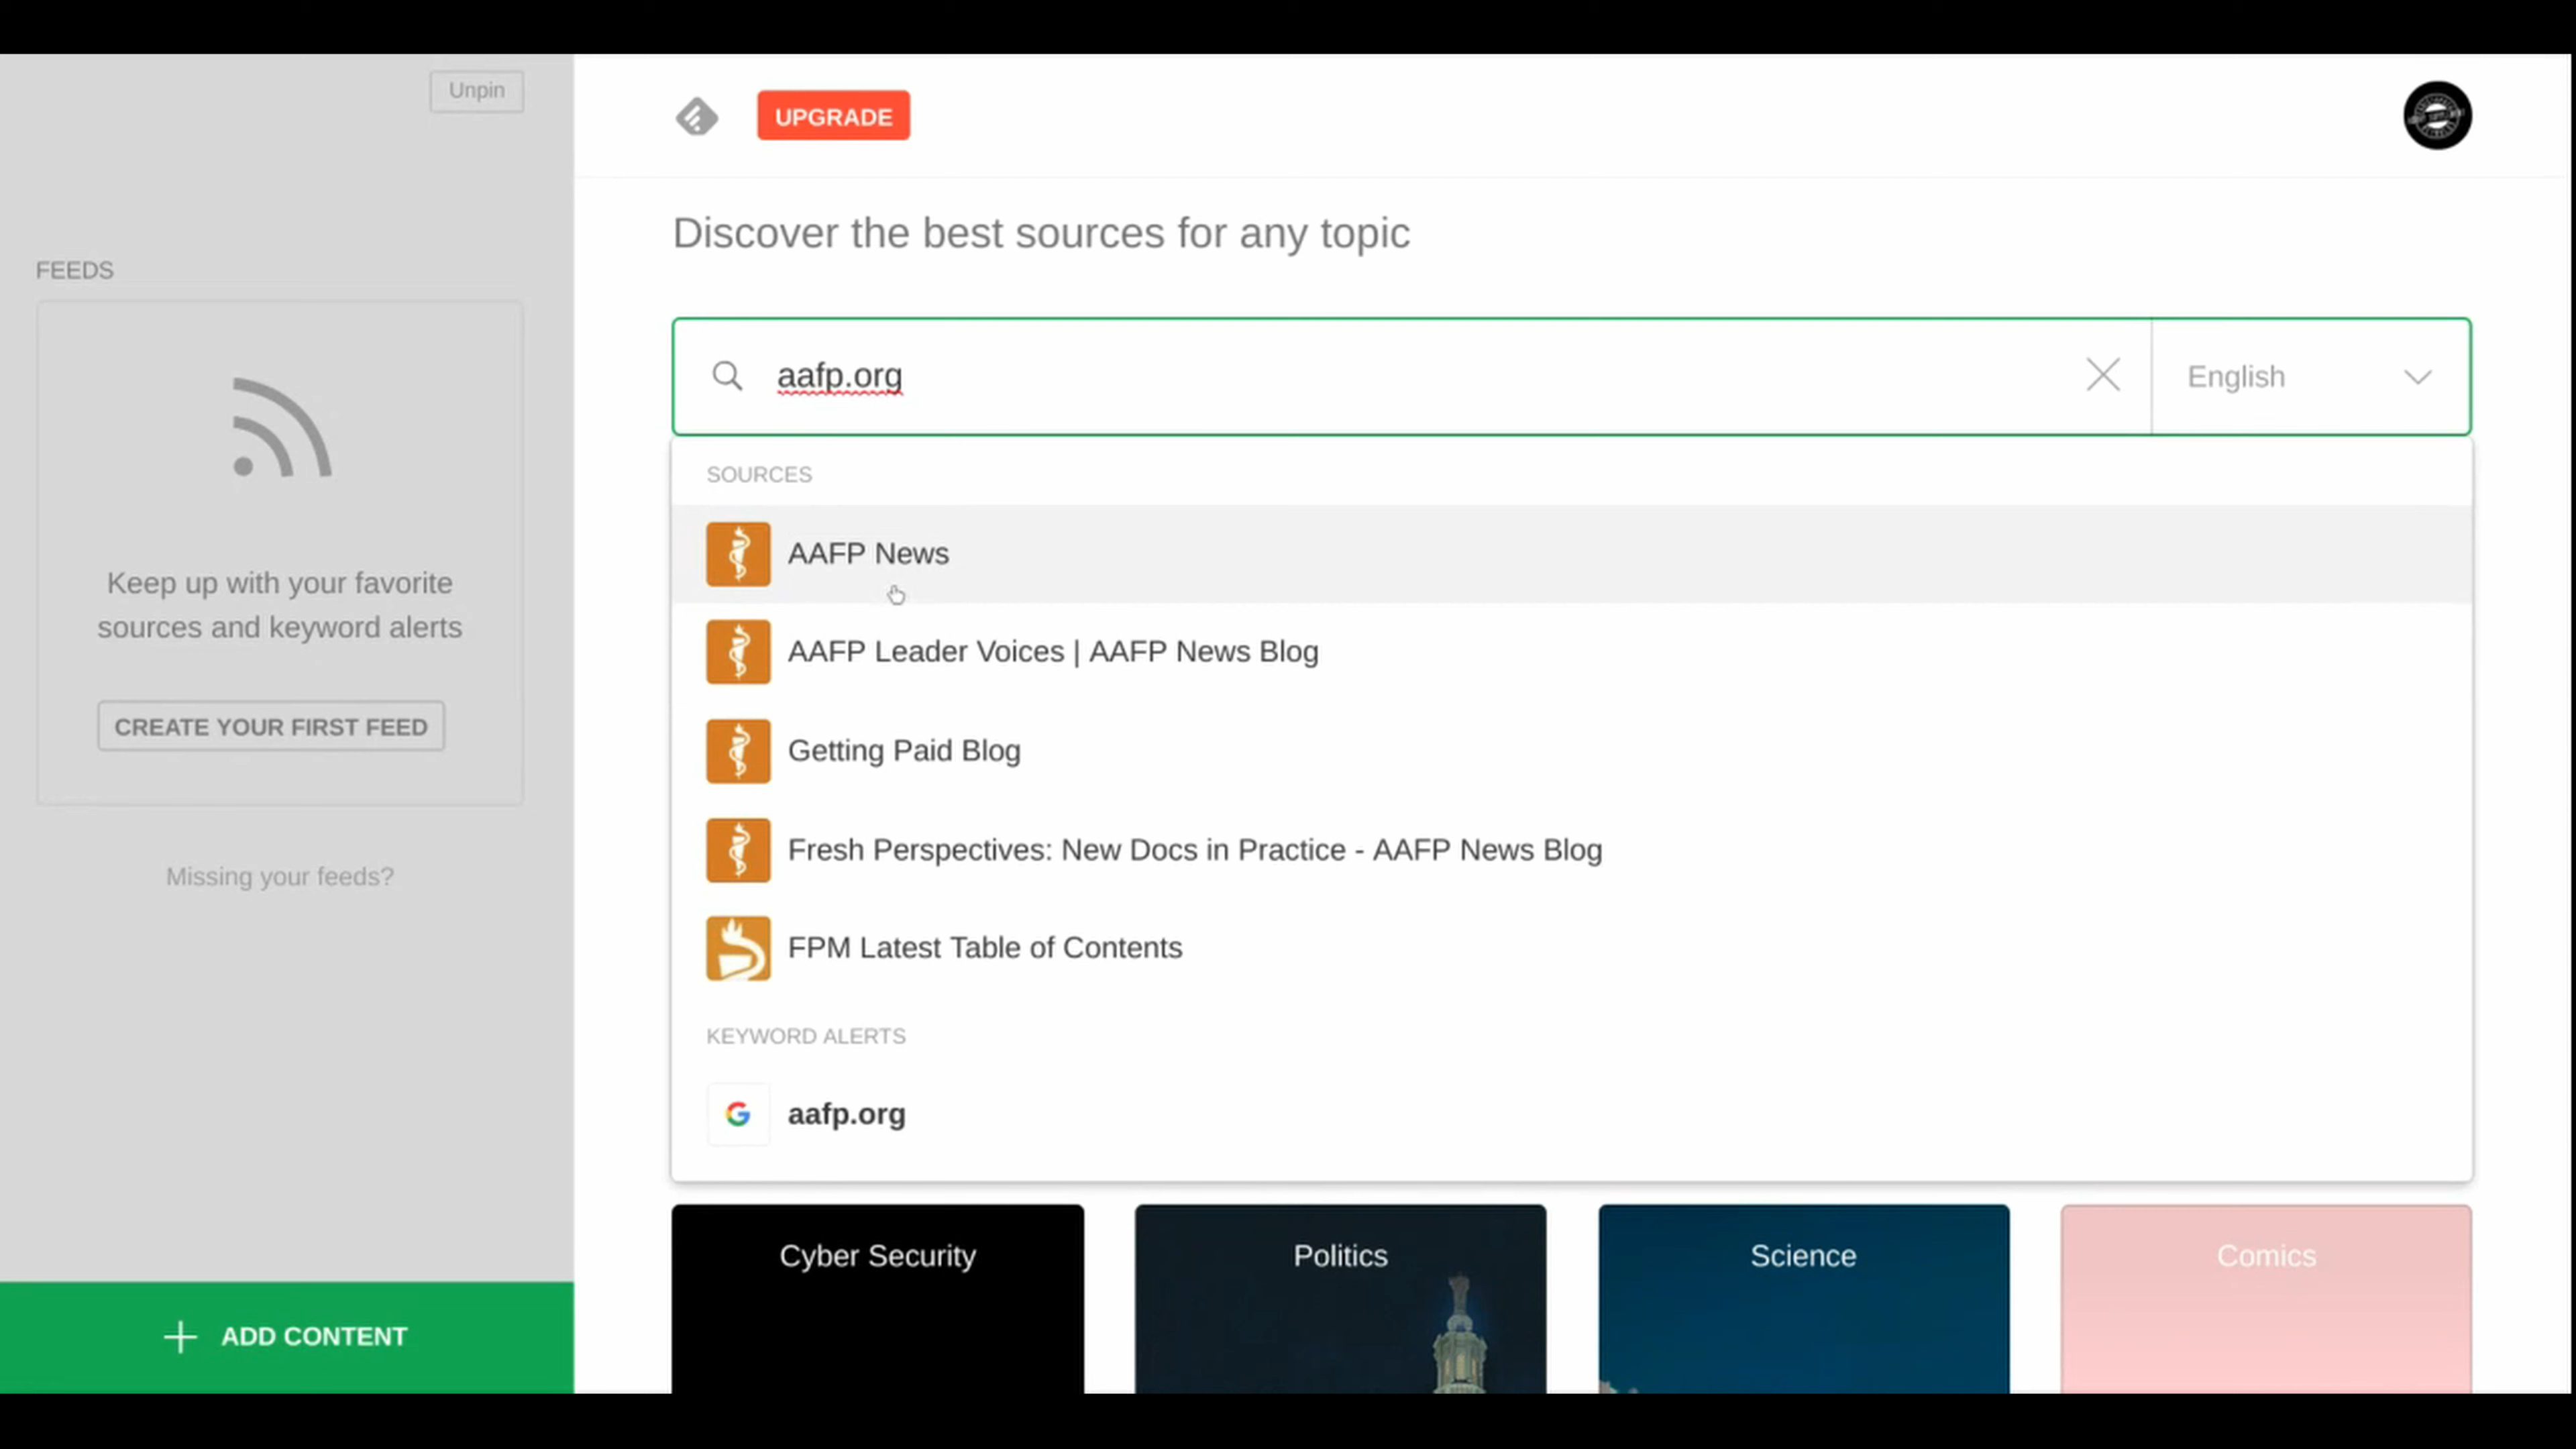 Unpin
FEEDS
Keep up with your favorite
sources and keyword alerts
CREATE YOUR FIRST FEED
Missing your feeds?
ADD CONTENT
UPGRADE
Discover the best sources for any topic
aafp.org
English
SOURCES
AAFP News
AAFP Leader Voices | AAFP News Blog
Getting Paid Blog
Fresh Perspectives: New Docs in Practice - AAFP News Blog
FPM Latest Table of Contents
KEYWORD ALERTS
aafp.org
Cyber Security
Politics
Science
Comics